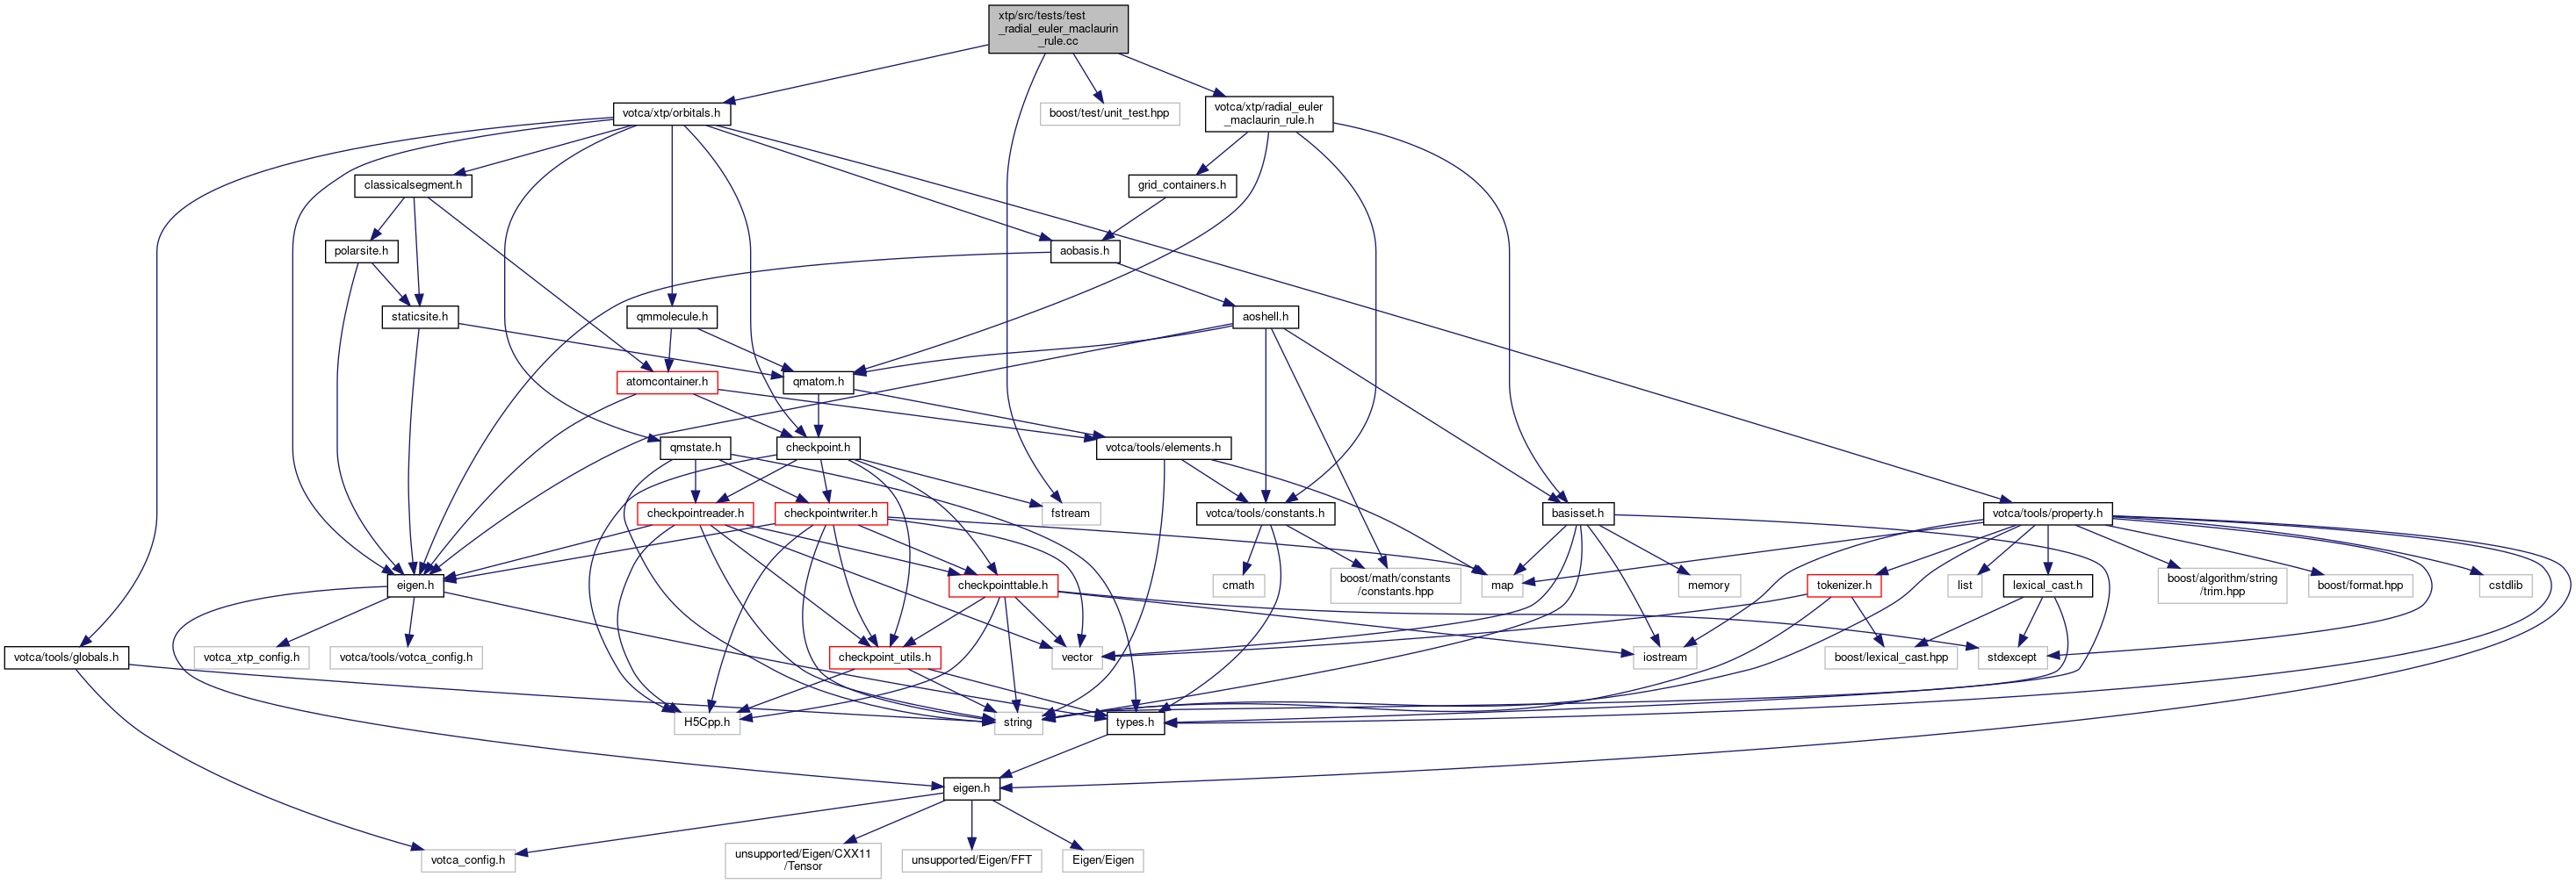 xtp/src/tests/test
_radial_euler_maclaurin
_rule.cc
votca/xtp/orbitals.h
boost/test/unit_test.hpp
votca/xtp/radial_euler
_maclaurin_rule.h
classicalsegment.h
grid_containers.h
polarsite.h
aobasis.h
staticsite.h
qmmolecule.h
aoshell.h
atomcontainer.h
qmatom.h
qmstate.h
checkpoint.h
votca/tools/elements.h
checkpointreader.h
checkpointwriter.h
fstream
votca/tools/constants.h
basisset.h
votca/tools/property.h
eigen.h
checkpointtable.h
cmath
boost/math/constants
/constants.hpp
map
memory
tokenizer.h
list
lexical_cast.h
boost/algorithm/string
/trim.hpp
boost/format.hpp
cstdlib
votca/tools/globals.h
votca_xtp_config.h
votca/tools/votca_config.h
checkpoint_utils.h
vector
iostream
boost/lexical_cast.hpp
stdexcept
H5Cpp.h
string
types.h
eigen.h
votca_config.h
unsupported/Eigen/CXX11
/Tensor
unsupported/Eigen/FFT
Eigen/Eigen